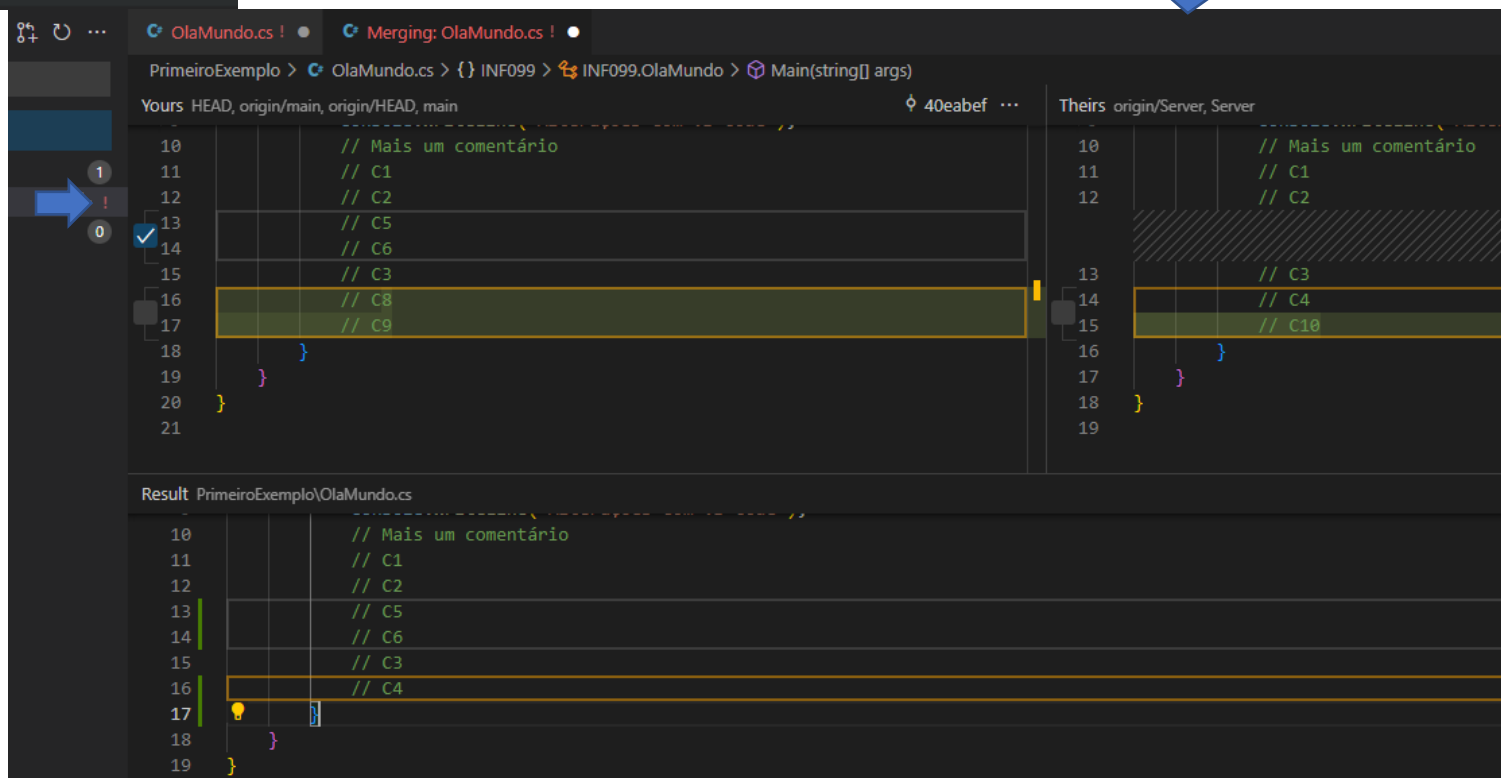 OlaMundo.cs !
Merging: OlaMundo.cs !
PrimeiroExemplo > OlaMundo.cs > {} INF099 > INF099.OlaMundo > Main(string[] args)
Yours HEAD, origin/main, origin/HEAD, main
40eabef ...
10 // Mais um comentário
11 // C1
12 // C2
13 // C5
14 // C6
15 // C3
16 // C8
17 // C9
18 }
19 }
20 }
21
Theirs origin/Server, Server
10 // Mais um comentário
11 // C1
12 // C2
13 // C3
14 // C4
15 // C10
16 }
17 }
18 }
19
1
!
0
Result PrimeiroExemplo\OlaMundo.cs
10 // Mais um comentário
11 // C1
12 // C2
13 // C5
14 // C6
15 // C3
16 // C4
17 }
18 }
19 }